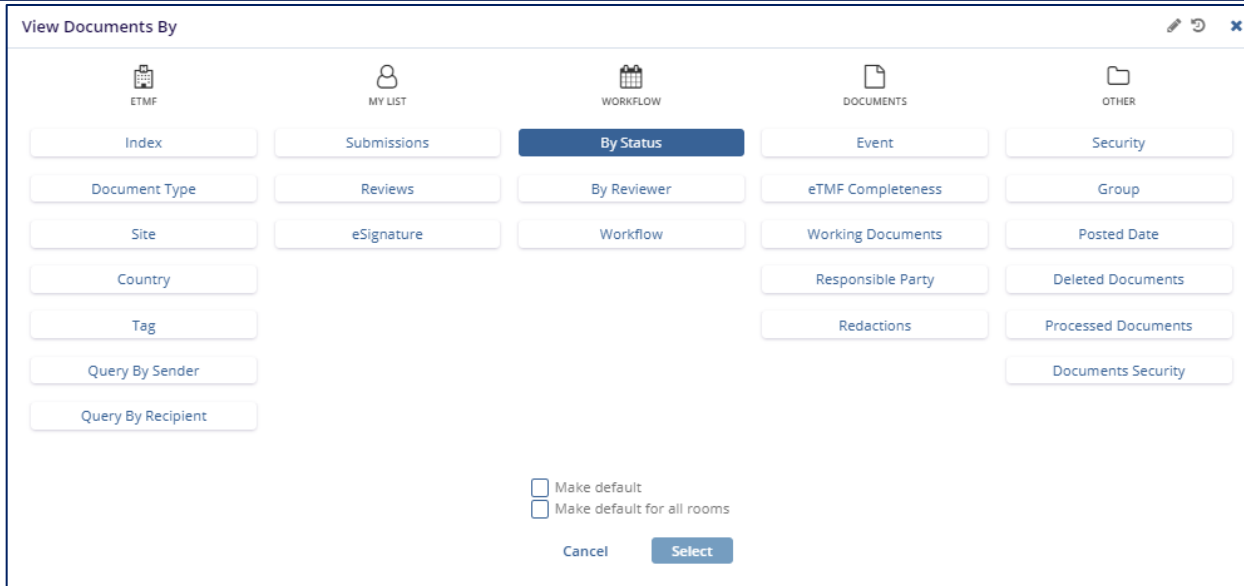 View Documents By
ETMF MY LIST WORKFLOW DOCUMENTS OTHER
Index Submissions By Status Event Security
Document Type Reviews By Reviewer eTMF Completeness Group
Site eSignature Workflow Working Documents Posted Date
Country Responsible Party Deleted Documents
Tag Redactions Processed Documents
Query By Sender Documents Security
Query By Recipient
Make default
Make default for all rooms
Cancel Select